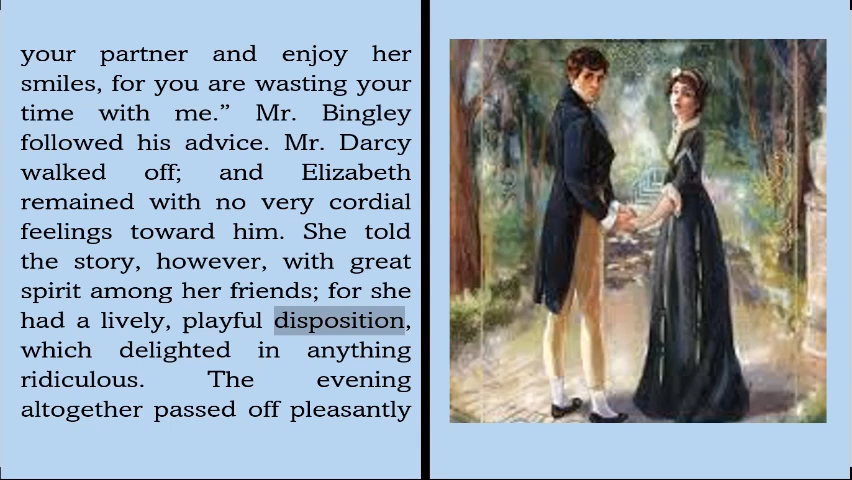 your partner and enjoy her
smiles, for you are wasting your
time with me.” Mr. Bingley
followed his advice. Mr. Darcy
walked off; and Elizabeth
remained with no very cordial
feelings toward him. She told
the story, however, with great
spirit among her friends; for she
had a lively, playful disposition,
which delighted in anything
ridiculous. The evening
altogether passed off pleasantly